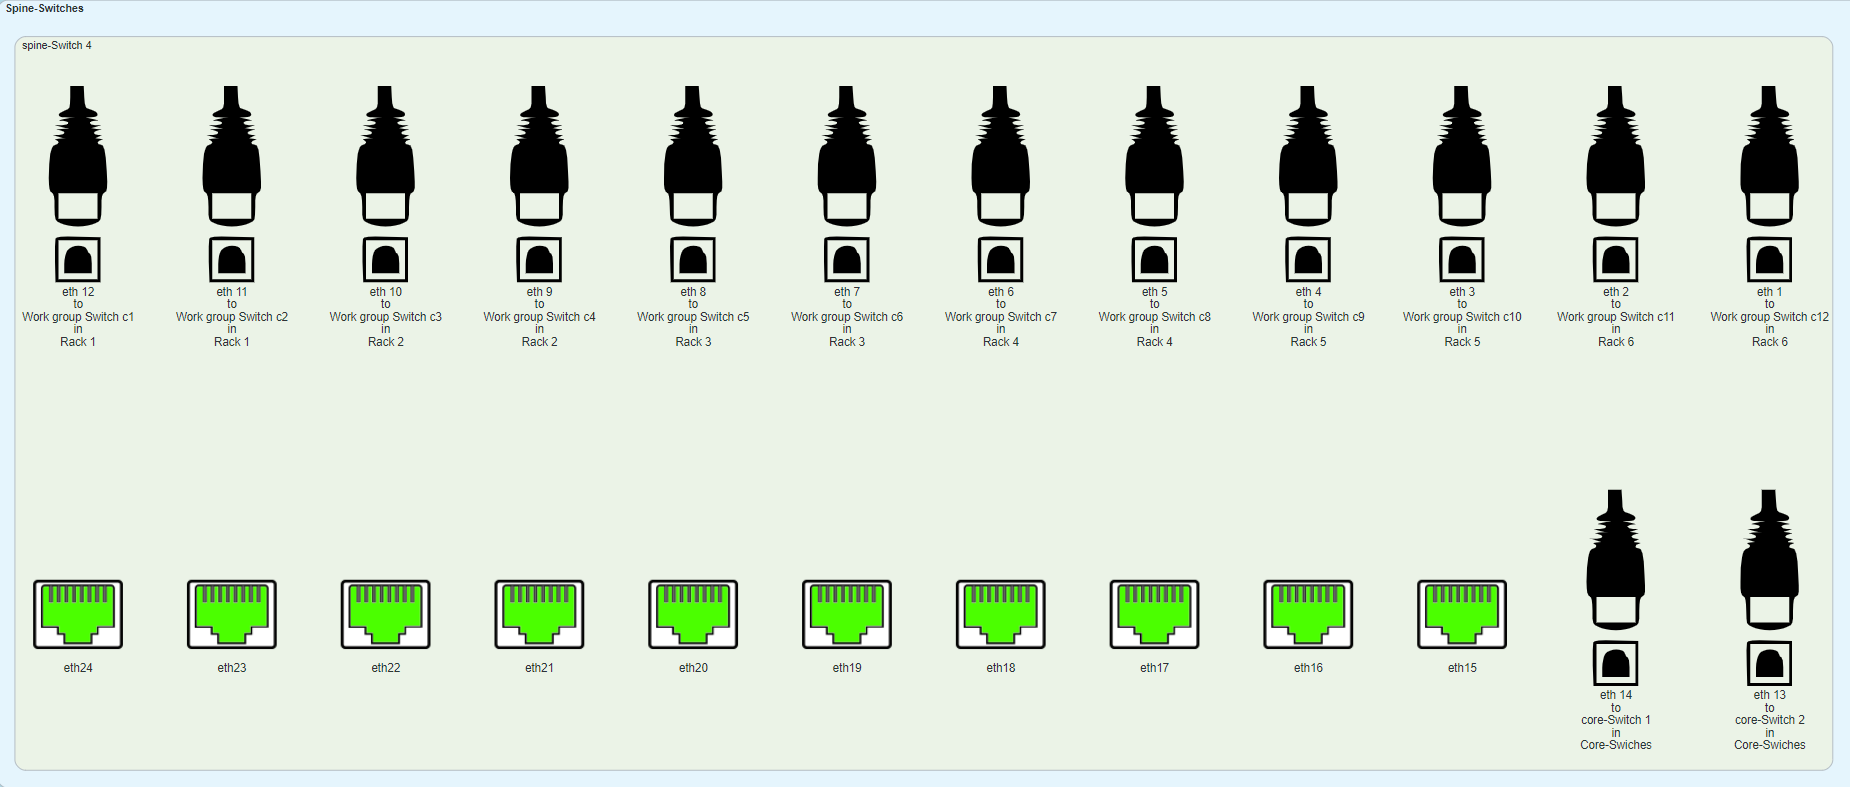 Spine-Switches
spine-Switch 4
eth 12
to
Work group Switch c1
in
Rack 1
eth 11
to
Work group Switch c2
in
Rack 1
eth 10
to
Work group Switch c3
in
Rack 2
eth 9
to
Work group Switch c4
in
Rack 2
eth 8
to
Work group Switch c5
in
Rack 3
eth 7
to
Work group Switch c6
in
Rack 3
eth 6
to
Work group Switch c7
in
Rack 4
eth 5
to
Work group Switch c8
in
Rack 4
eth 4
to
Work group Switch c9
in
Rack 5
eth 3
to
Work group Switch c10
in
Rack 5
eth 2
to
Work group Switch c11
in
Rack 6
eth 1
to
Work group Switch c12
in
Rack 6
eth24
eth23
eth22
eth21
eth20
eth19
eth18
eth17
eth16
eth15
eth 14
to
core-Switch 1
in
Core-Swiches
eth 13
to
core-Switch 2
in
Core-Swiches